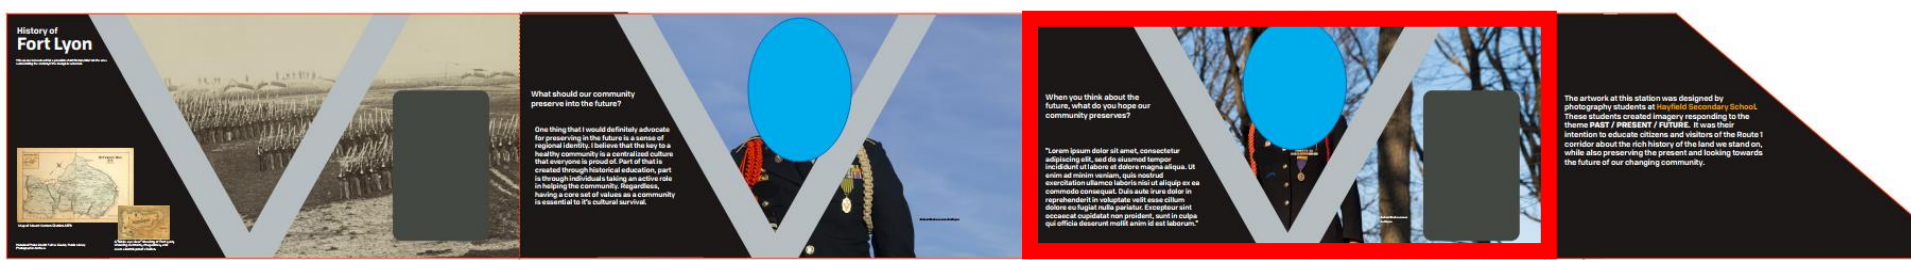 History of
Fort Lyon
What should our community
preserve into the future?
One thing that I would definitely advocate
for preserving in the future is a sense of
regional identity. I believe that the key to a
healthy community is a centralized culture
that everyone is proud of. Part of that is
created through historical education, part
is through individuals taking an active role
in helping the community. Regardless,
having a core set of values as a community
is essential to it's cultural survival.
When you think about the
future, what do you hope our
community preserves?
"Lorem ipsum dolor sit amet, consectetur
adipiscing elit, sed do eiusmod tempor
incididunt ut labore et dolore magna aliqua. Ut
enim ad minim veniam, quis nostrud
exercitation ullamco laboris nisi ut aliquip ex ea
commodo consequat. Duis aute irure dolor in
reprehenderit in voluptate velit esse cillum
dolore eu fugiat nulla pariatur. Excepteur sint
occaecat cupidatat non proident, sunt in culpa
qui officia deserunt mollit anim id est laborum."
The artwork at this station was designed by
photography students at Hayfield Secondary School.
These students created imagery responding to the
theme PAST / PRESENT / FUTURE. It was their
intention to educate citizens and visitors of the Route 1
corridor about the rich history of the land we stand on,
while also preserving the present and looking towards
the future of our changing community.